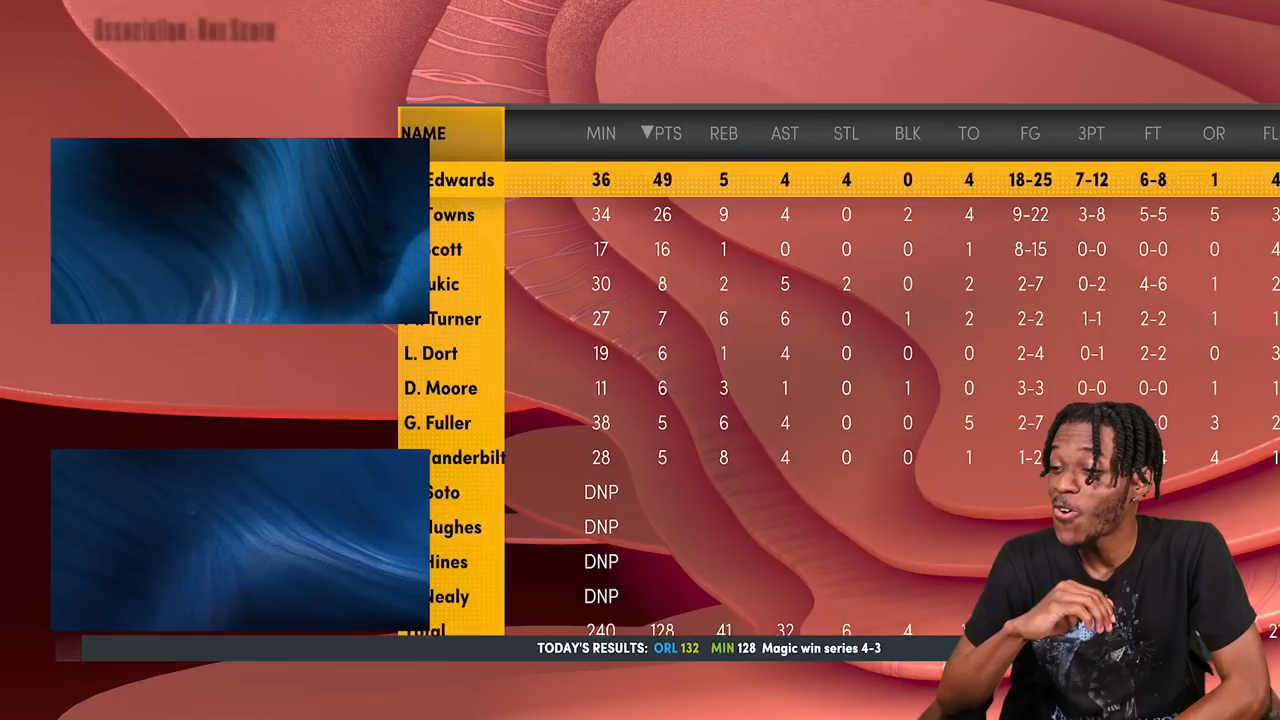 NAME MIN ▼PTS REB AST STL BLK TO FG 3PT FT OR
Edwards 36 49 5 4 4 0 4 18-25 7-12 6-8 1 4
Towns 34 26 9 4 0 2 4 9-22 3-8 5-5 5
17 16 1 0 0 0 1 8-15 0-0 0-0 0 4
30 8 2 5 2 0 2 2-7 0-2 4-6 1 2
Turner 27 7 6 6 0 1 2 2-2 1-1 2-2 1 1
L. Dort 19 6 1 4 0 0 0 2-4 0-1 2-2 0 3
D. Moore 11 6 3 1 0 1 0 3-3 0-0 0-0 1 1
G. Fuller 38 5 6 4 0 0 5 2-7 3 2
28 5 8 4 0 0 1 4 1
Soto DNP
DNP
Hines DNP
DNP
Total 240 128 41 32 6 4
TODAY'S RESULTS: ORL 132 MIN 128 Magic win series 4-3